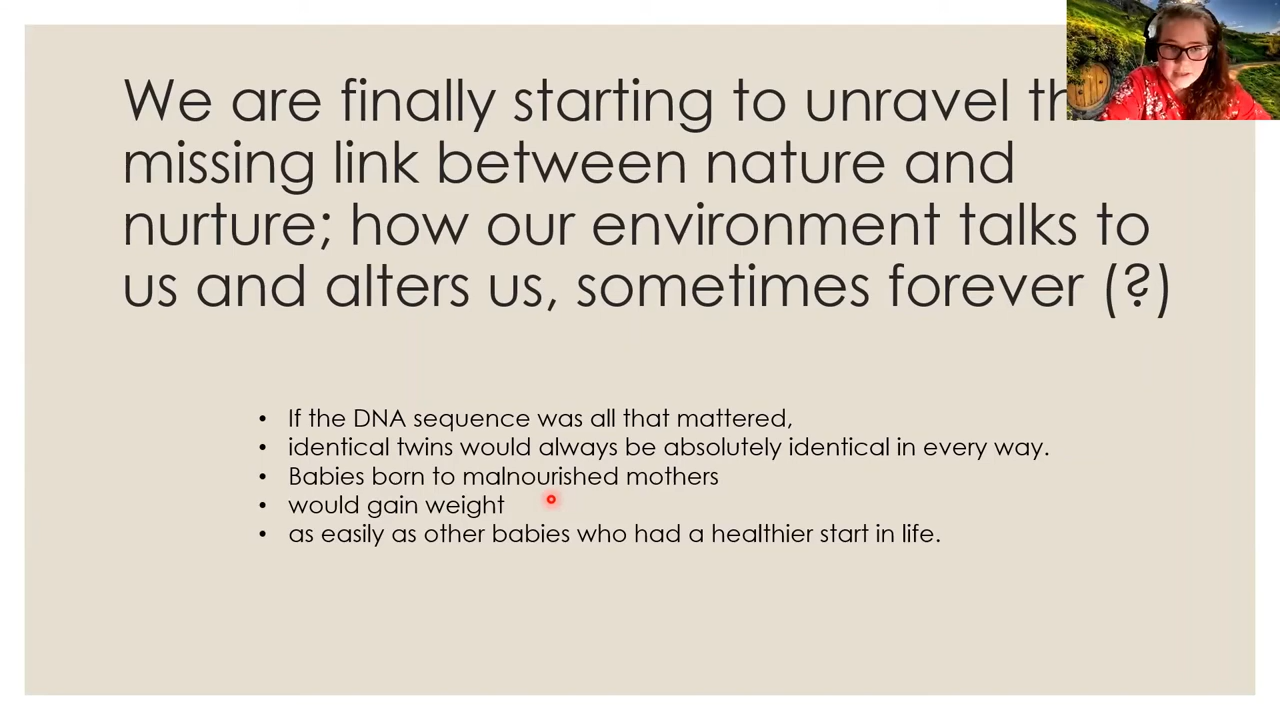 We are finally starting to unravel
missing link between nature and
nurture; how our environment talks to
us and alters us, sometimes forever (?)
• If the DNA sequence was all that mattered,
• identical twins would always be absolutely identical in every way.
• Babies born to malnourished mothers
• would gain weight
• as easily as other babies who had a healthier start in life.